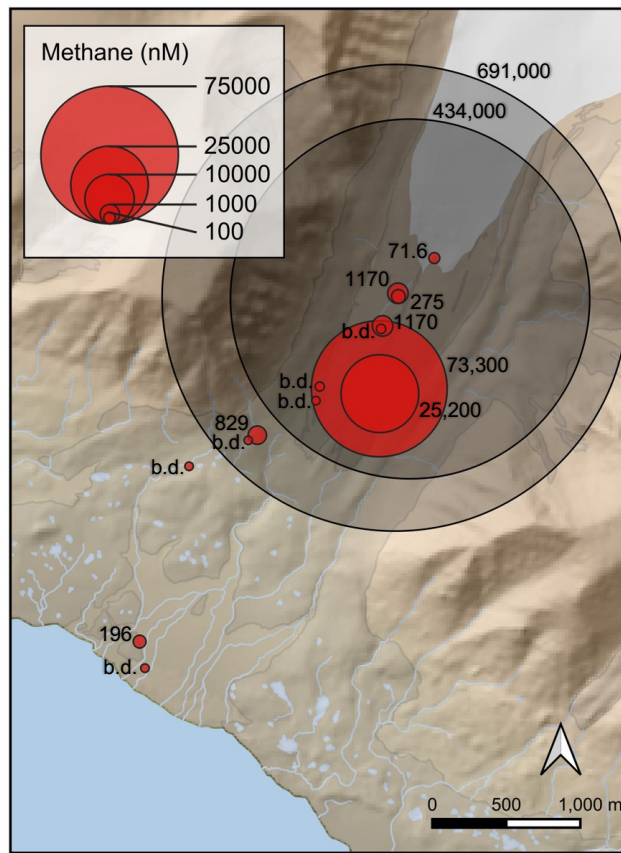 Methane (nM)
75000
25000
10000
1000
100
691,000
434,000
71.6
1170
275
b.d.
1170
73,300
b.d.
b.d.
25,200
829
b.d.
b.d.
196
b.d.
0 500 1,000 m